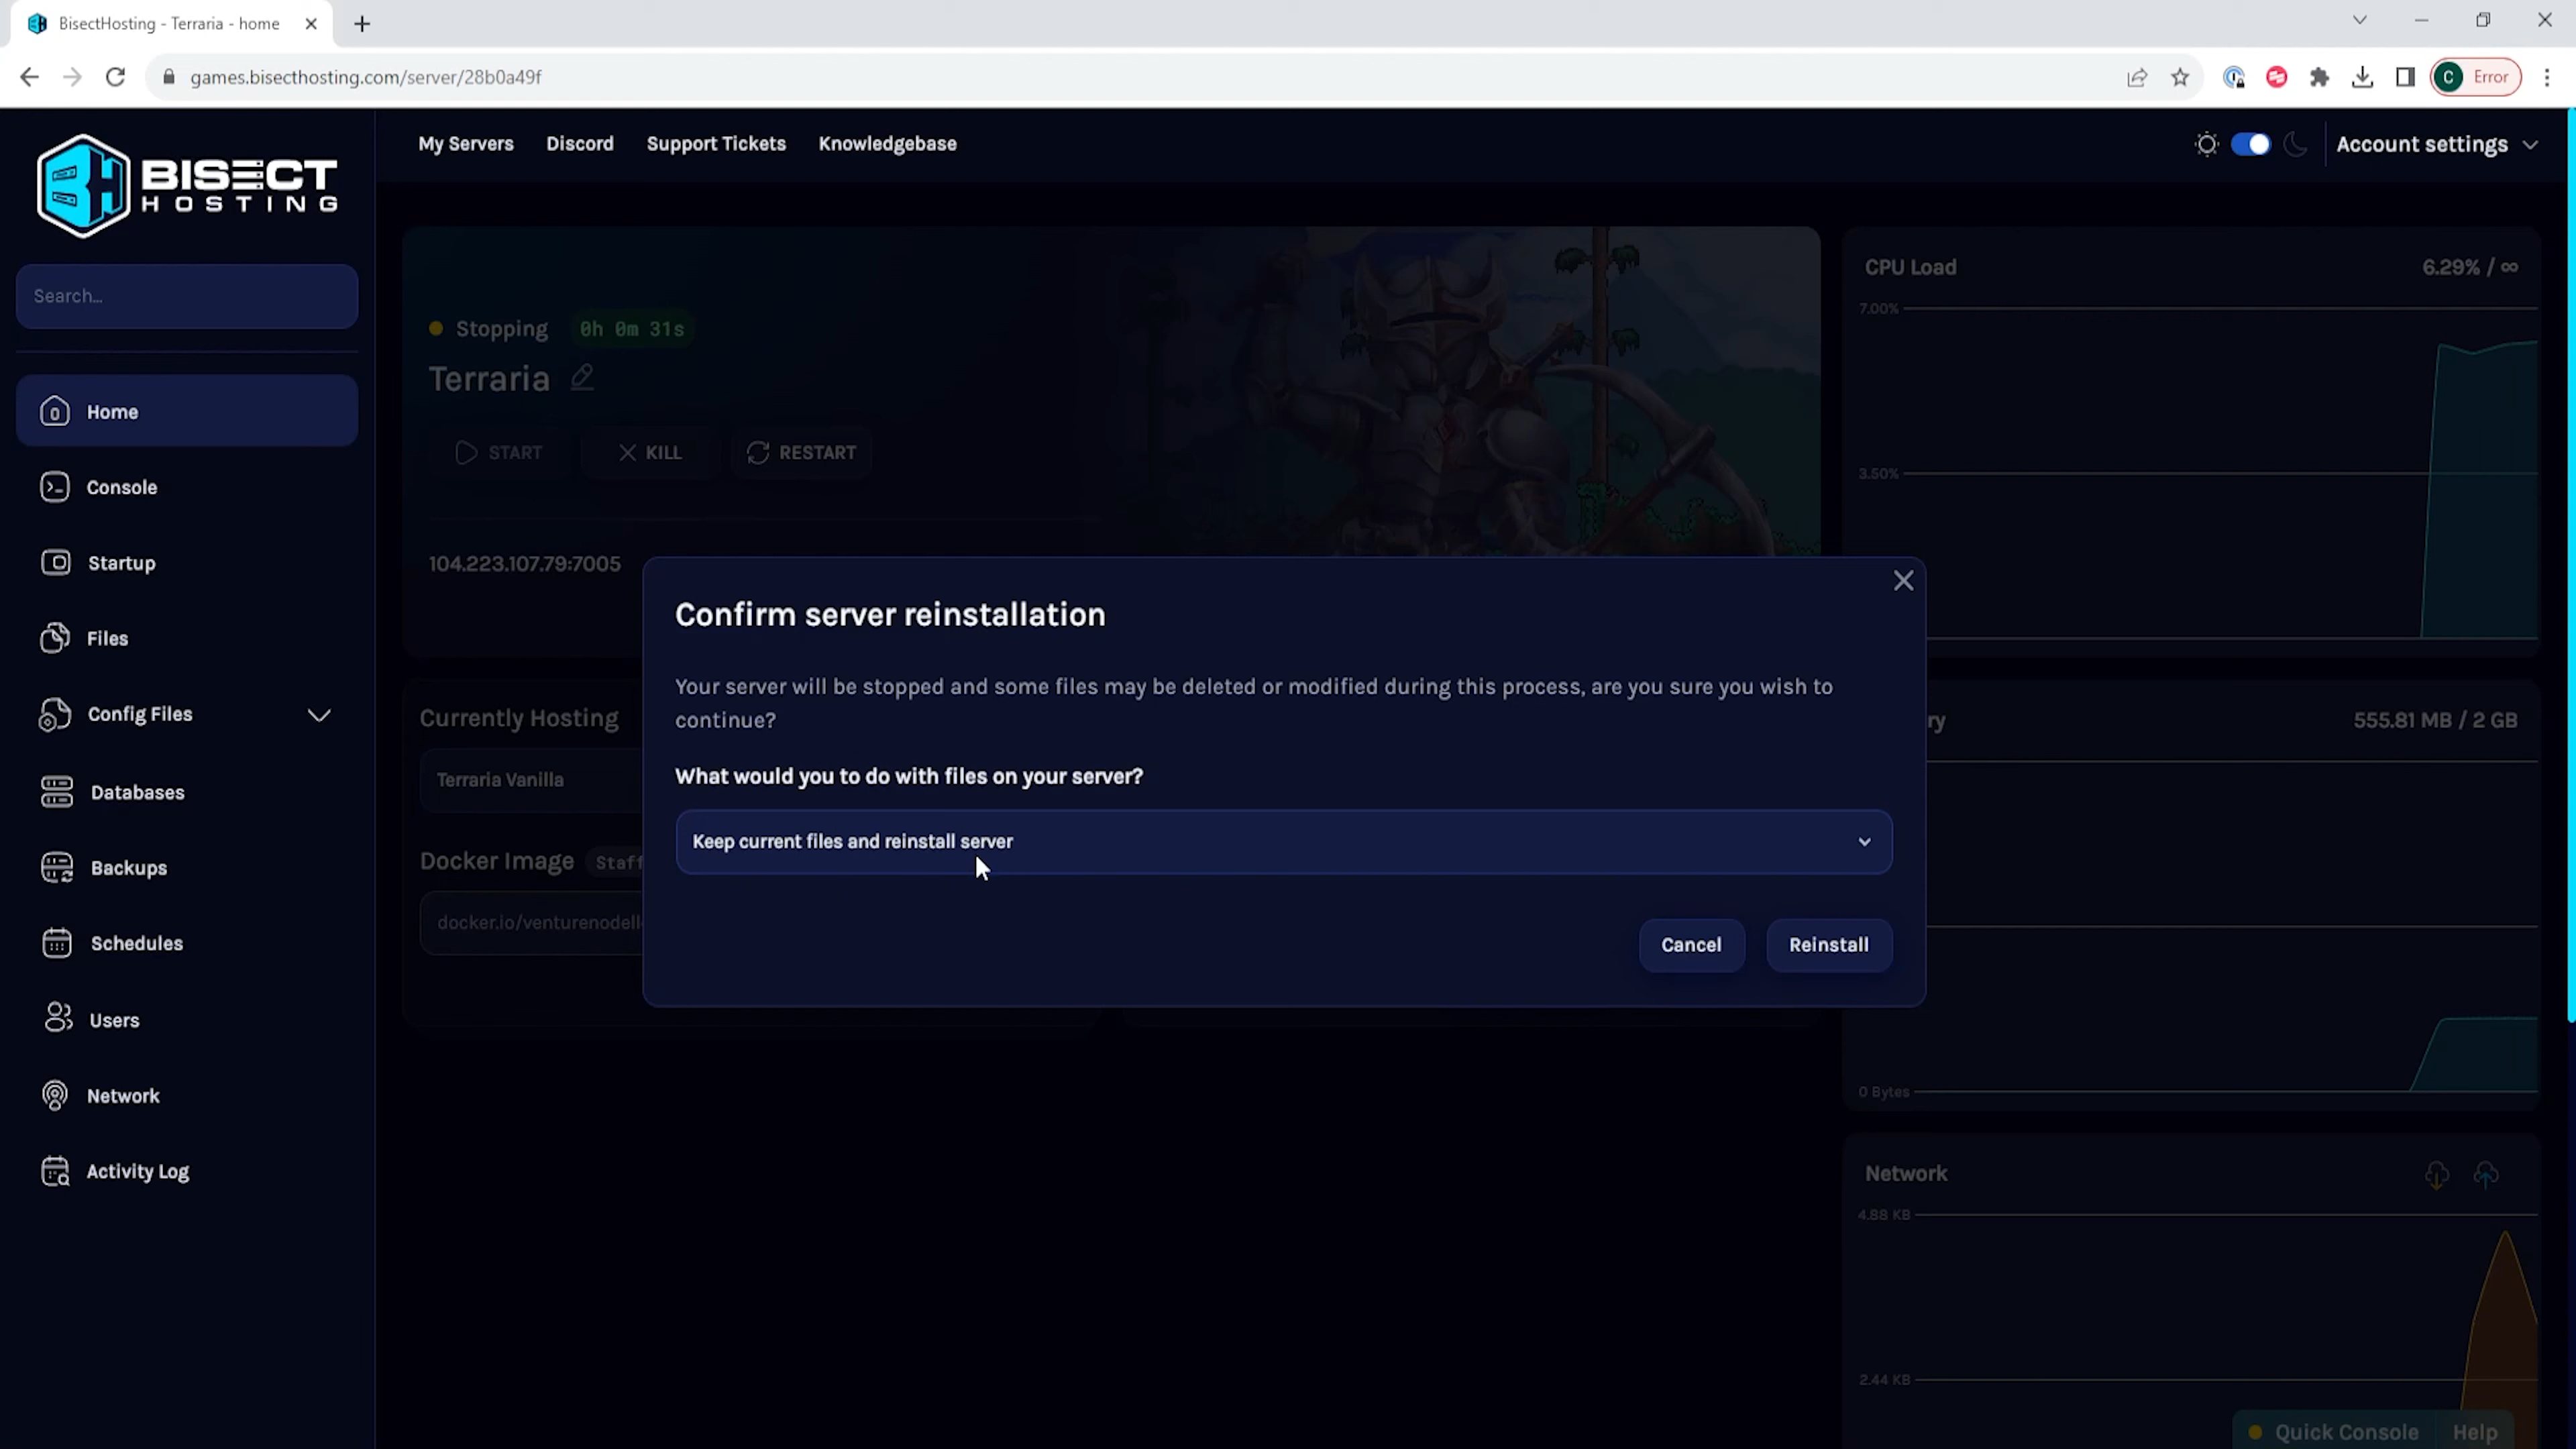 BisectHosting - Terraria - home
games.bisecthosting.com/server/28b0a49f
C Error
BISECT
HOSTING
My Servers Discord Support Tickets Knowledgebase
Account settings
Search...
Home
Console
Startup
Files
Config Files
Databases
Backups
Schedules
Users
Network
Activity Log
Stopping 0h 0m 31s
Terraria
START KILL RESTART
104.223.107.79:7005
Currently Hosting
Terraria Vanilla
Docker Image Staff
docker.io/venturenodell
Confirm server reinstallation
Your server will be stopped and some files may be deleted or modified during this process, are you sure you wish to
continue?
What would you to do with files on your server?
Keep current files and reinstall server
Cancel Reinstall
CPU Load 6.29% / ∞
7.00%
3.50%
ry 555.81 MB / 2 GB
0 Bytes
Network
4.88 KB
2.44 KB
Quick Console Help